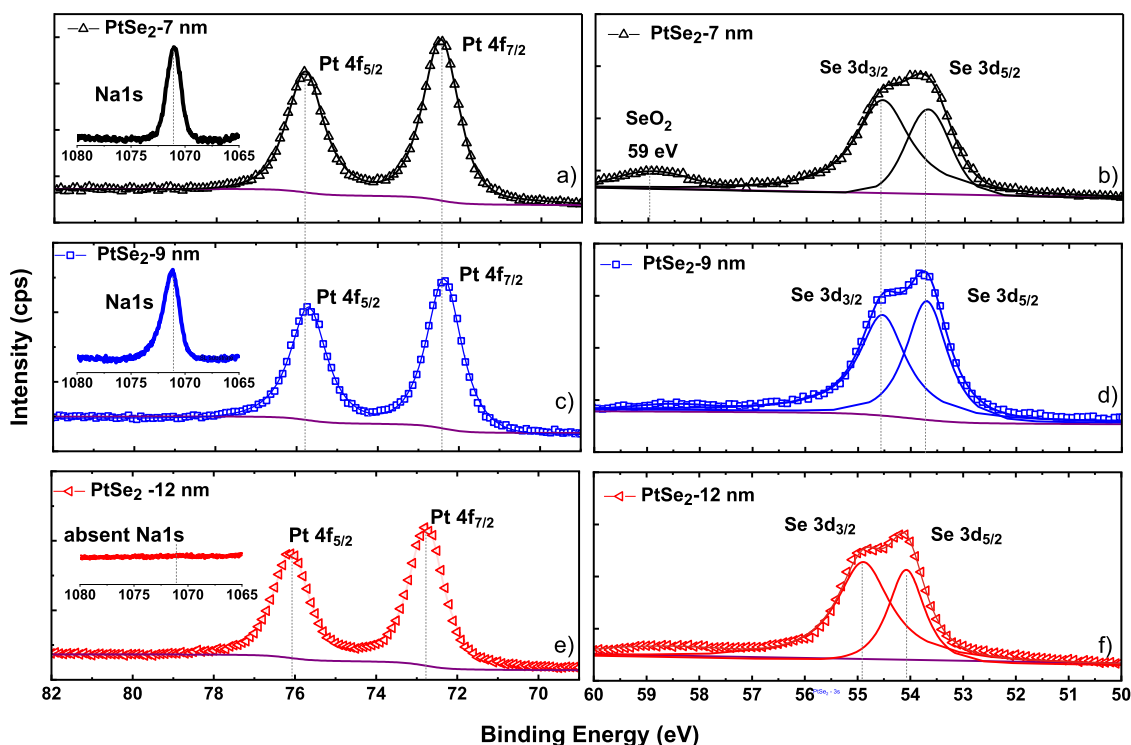 PtSe2-7 nm
Na1s
1080 1075 1070 1065
Pt 4f5/2
Pt 4f7/2
a)
PtSe2-7 nm
SeO2
59 eV
Se 3d3/2
Se 3d5/2
b)
PtSe2-9 nm
Na1s
1080 1075 1070 1065
Pt 4f5/2
Pt 4f7/2
c)
PtSe2-9 nm
Se 3d3/2
Se 3d5/2
d)
PtSe2 -12 nm
absent Na1s
1080 1075 1070 1065
Pt 4f5/2
Pt 4f7/2
e)
PtSe2-12 nm
Se 3d3/2
Se 3d5/2
f)
82 80 78 76 74 72 70
60 59 58 57 56 55 54 53 52 51 50
PtSe2 - 3s
Intensity (cps)
Binding Energy (eV)